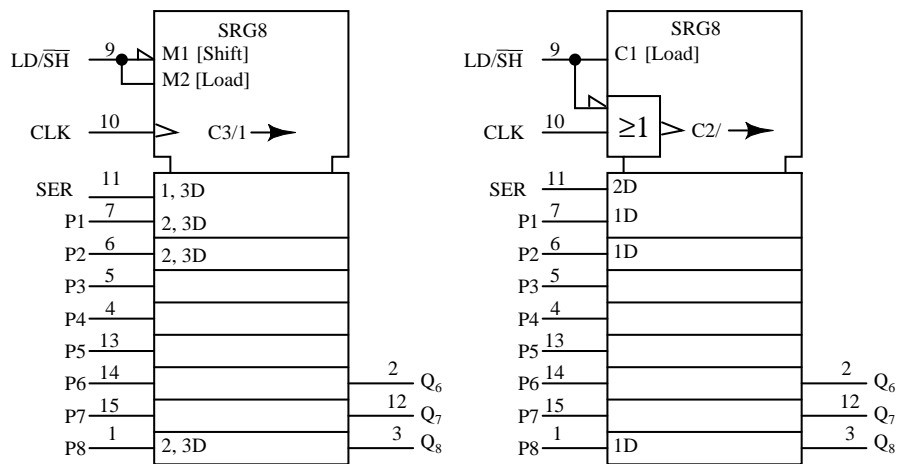 SRG8
LD/SH
9
M1 [Shift]
M2 [Load]
CLK
10
C3/1
SER
11
1, 3D
P1
7
2, 3D
P2
6
2, 3D
P3
5
P4
4
P5
13
P6
14
2
Q6
P7
15
12
Q7
P8
1
2, 3D
3
Q8
SRG8
LD/SH
9
C1 [Load]
CLK
10
≥1
C2/
SER
11
2D
P1
7
1D
P2
6
1D
P3
5
P4
4
P5
13
P6
14
2
Q6
P7
15
12
Q7
P8
1
1D
3
Q8